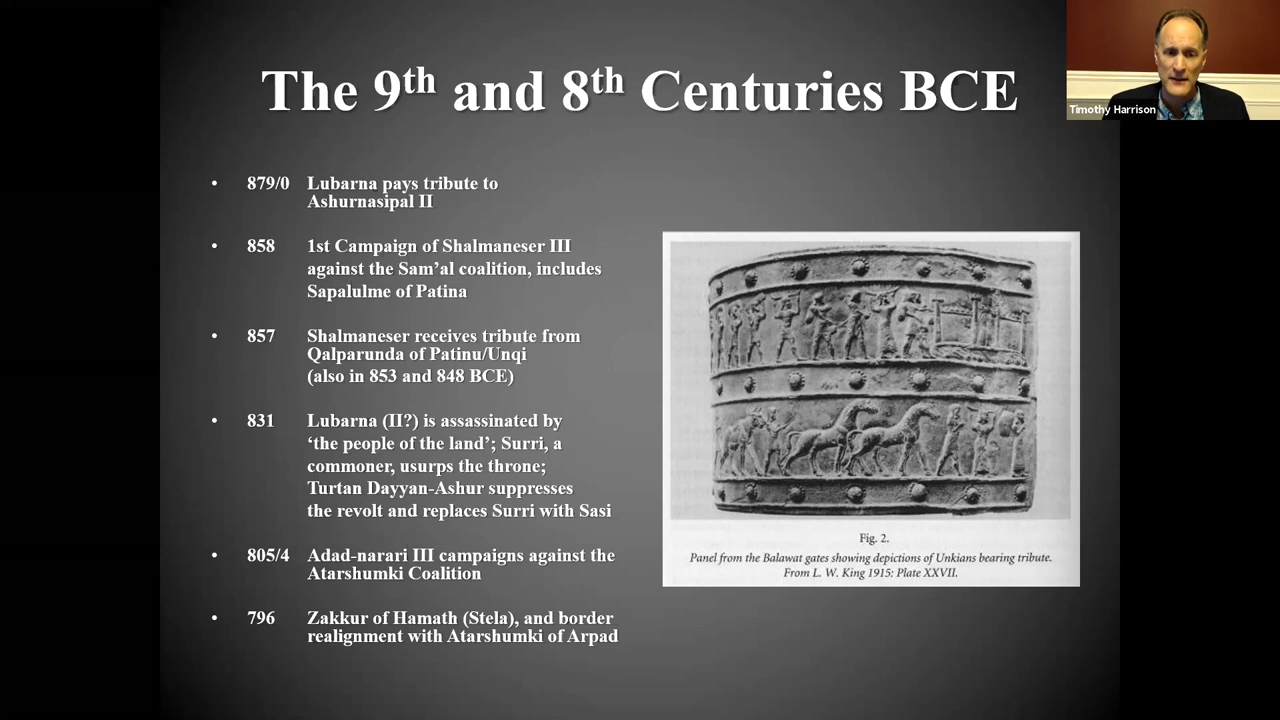 The 9th and 8th Centuries BCE
Timothy Harrison
• 879/0 Lubarna pays tribute to
Ashurnasipal II
• 858 1st Campaign of Shalmaneser III
against the Sam’al coalition, includes
Sapalulme of Patina
• 857 Shalmaneser receives tribute from
Qalparunda of Patinu/Unqi
(also in 853 and 848 BCE)
• 831 Lubarna (II?) is assassinated by
‘the people of the land’; Surri, a
commoner, usurps the throne;
Turtan Dayyan-Ashur suppresses
the revolt and replaces Surri with Sasi
• 805/4 Adad-narari III campaigns against the
Atarshumki Coalition
• 796 Zakkur of Hamath (Stela), and border
realignment with Atarshumki of Arpad
Fig. 2.
Panel from the Balawat gates showing depictions of Unkians bearing tribute.
From L. W. King 1915: Plate XXVII.